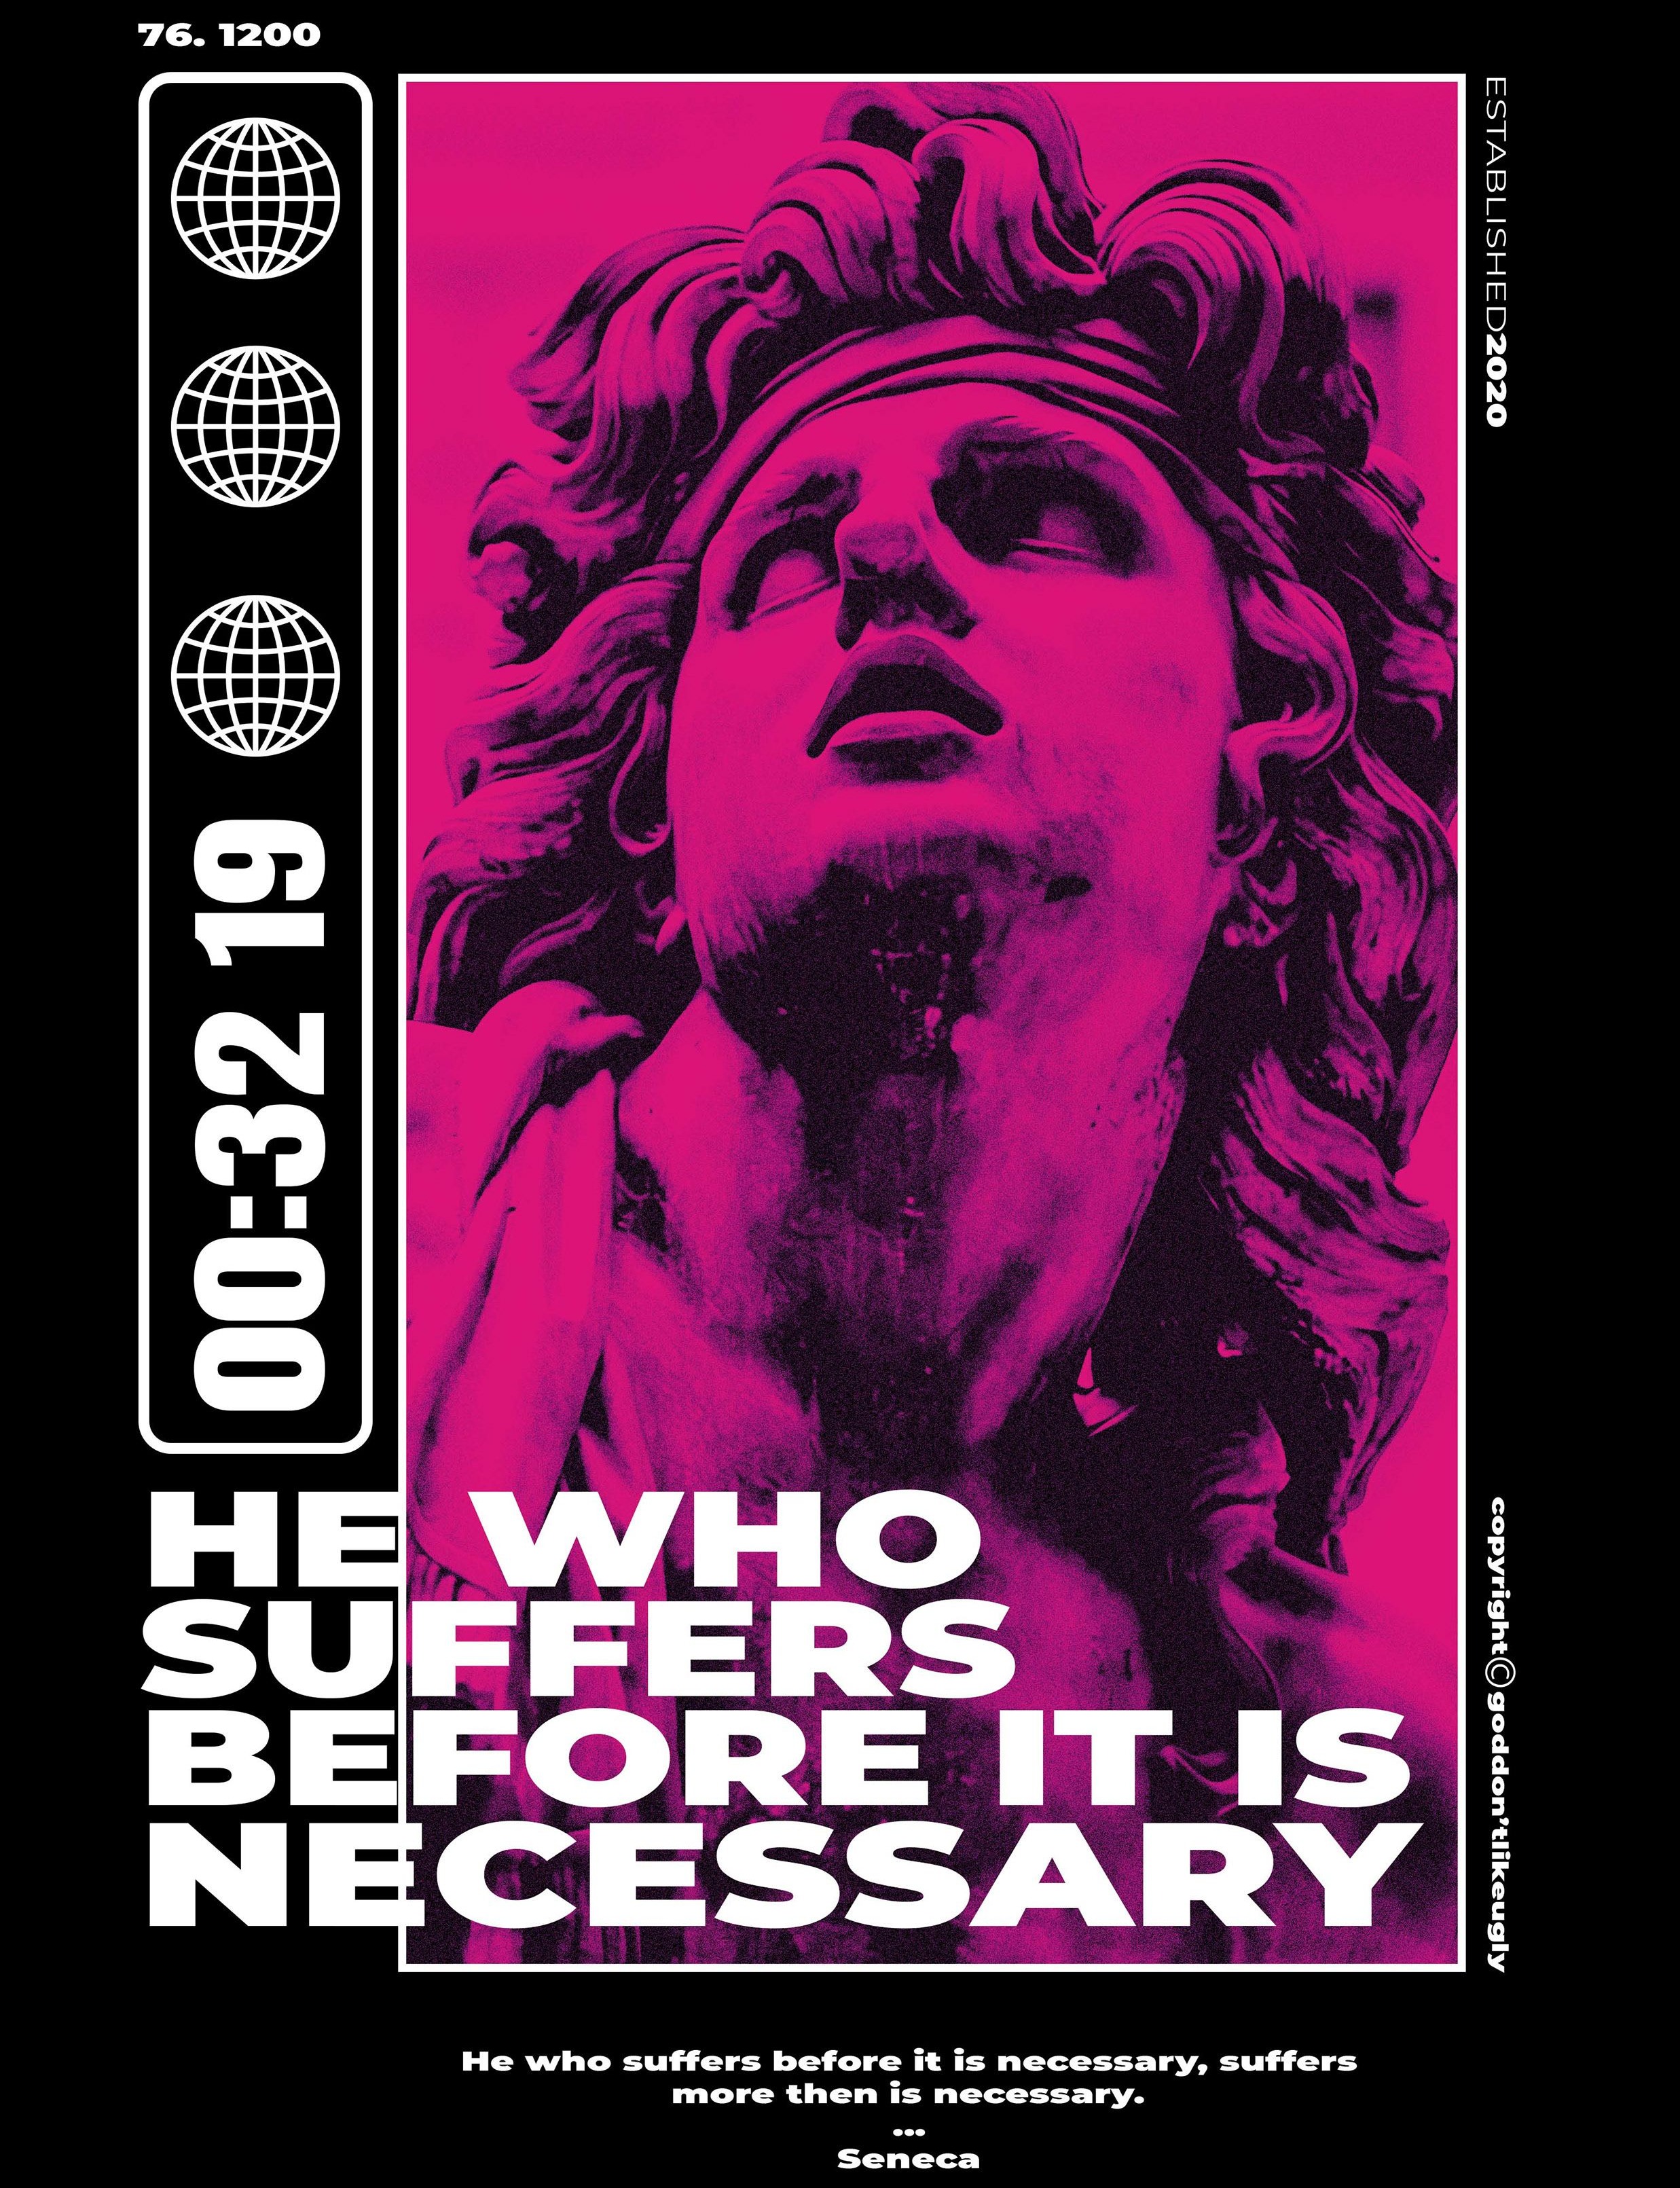 76. 1200
ESTABLISHED2020
00:32 19
HE WHO
SUFFERS
BEFORE IT IS
NECESSARY
copyright©goddon'tlikeugly
He who suffers before it is necessary, suffers
more then is necessary.
...
Seneca